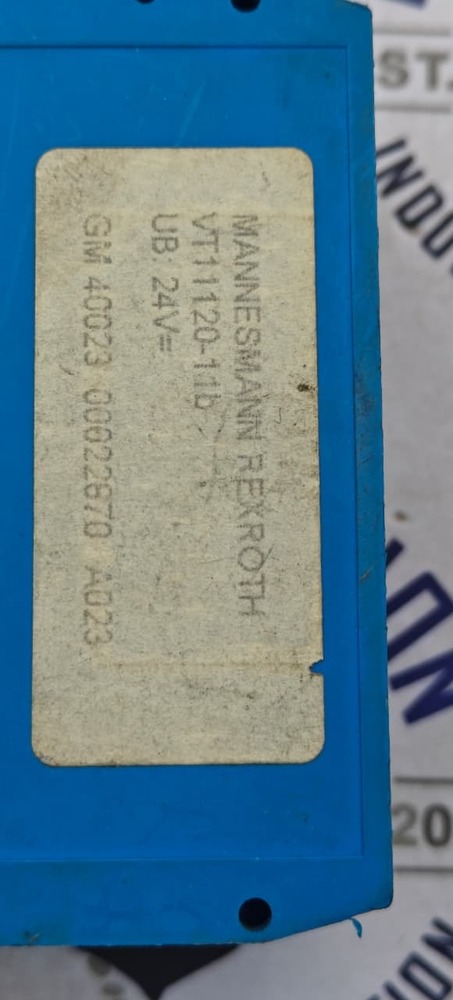 MANNESMANN REXROTH
VT11120-11b
UB: 24V=
GM 40023 00022670 A023
ST.
INDU
20